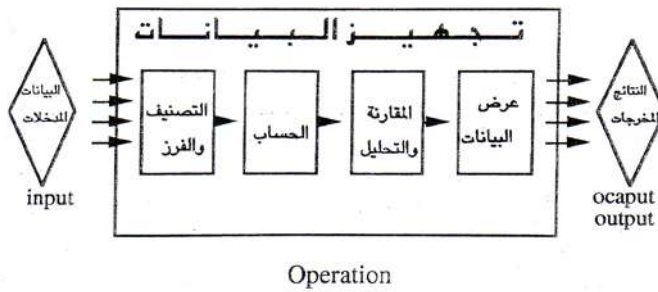 تجهيز البيانات
البيانات
المدخلات
input
التصنيف
والفرز
الحساب
المقارنة
والتحليل
عرض
البيانات
النتائج
المخرجات
ocaput
output
Operation